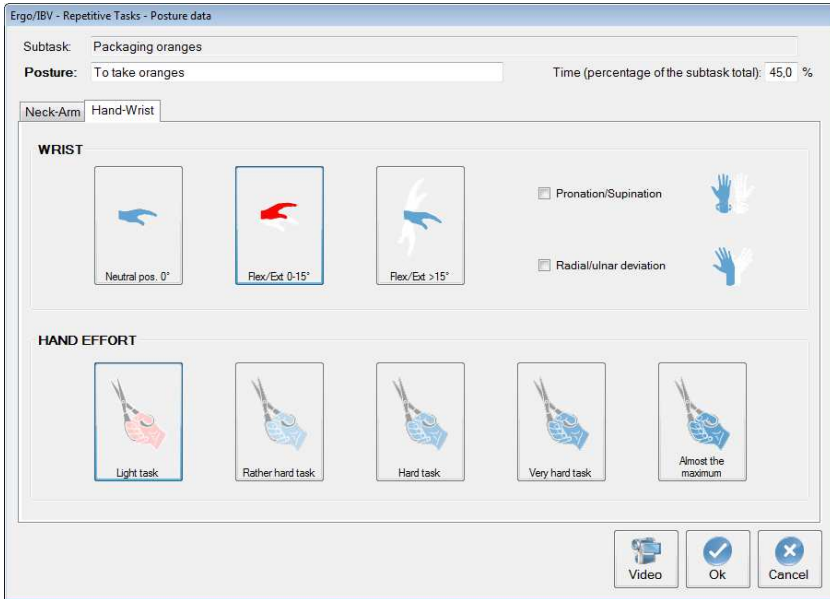 Ergo/IBV - Repetitive Tasks - Posture data
Subtask: Packaging oranges
Posture: To take oranges Time (percentage of the subtask total): 45,0 %
Neck-Arm Hand-Wrist
WRIST
Pronation/Supination
Radial/ulnar deviation
Neutral pos. 0° Flex/Ext 0-15° Flex/Ext >15°
HAND EFFORT
Light task Rather hard task Hard task Very hard task Almost the
maximum
Video Ok Cancel